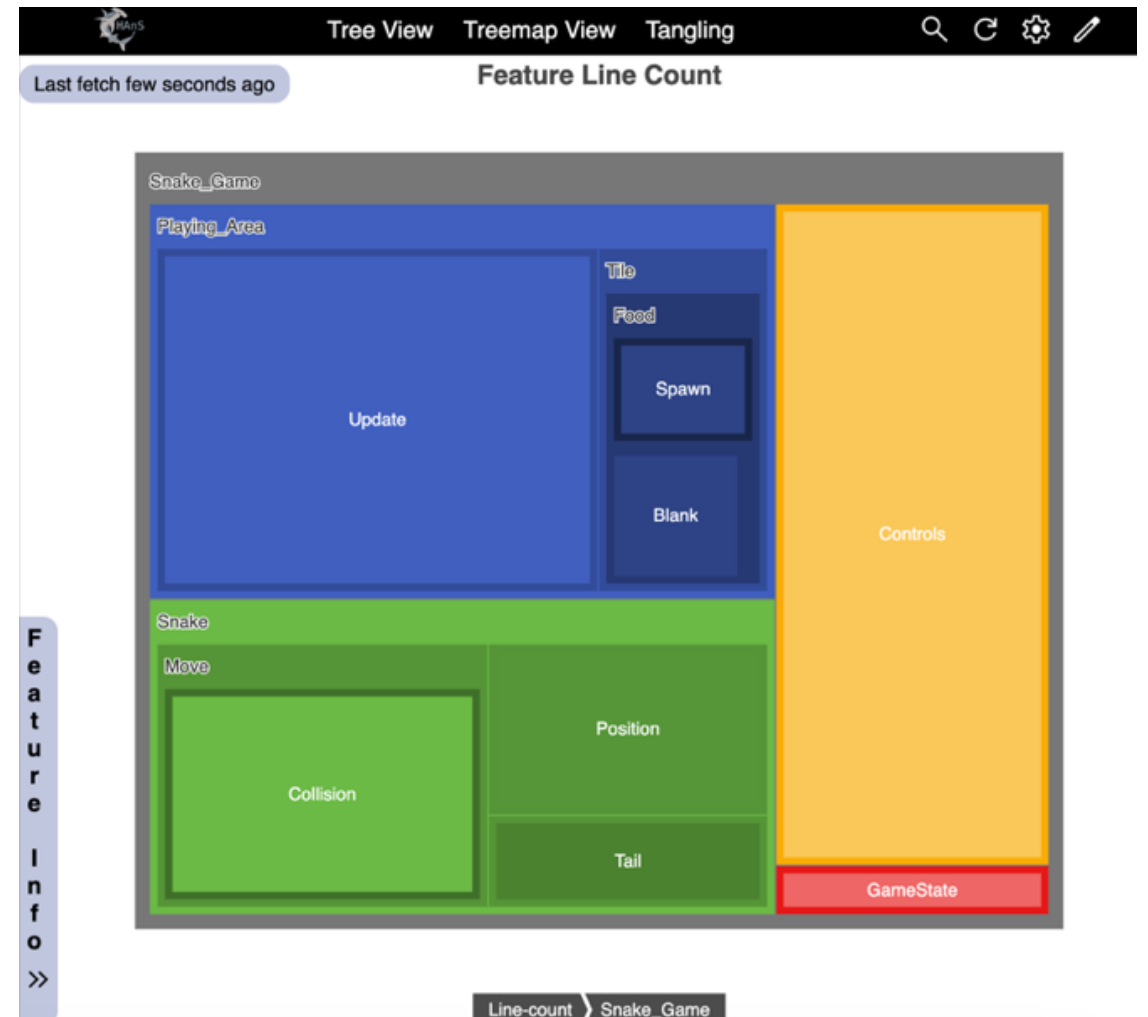 HAnS
Tree View Treemap View Tangling
Last fetch few seconds ago
Feature Line Count
Snake_Game
Playing_Area
Tile
Food
Spawn
Update
Blank
Controls
Snake
Move
Position
Collision
Tail
GameState
Feature Info
Line-count Snake_Game